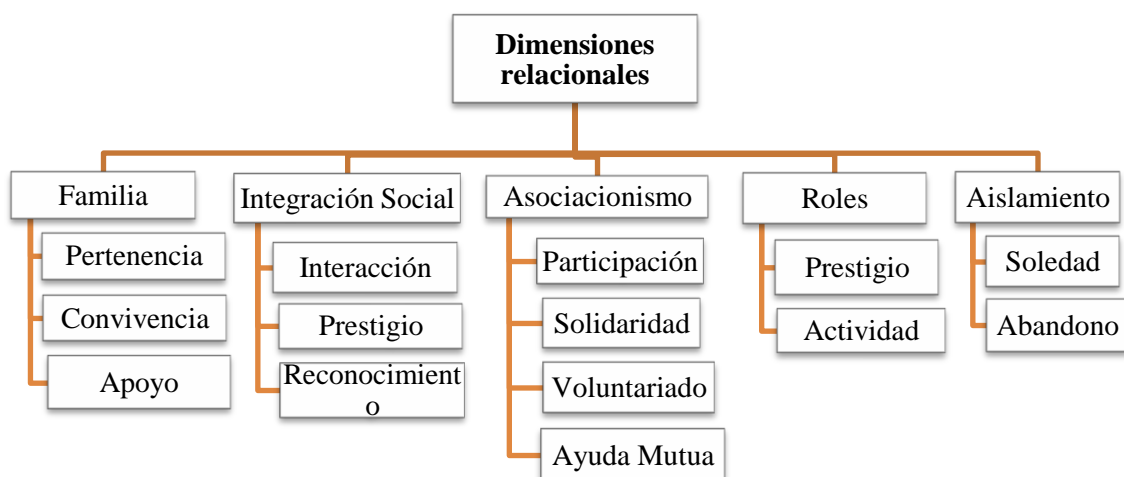 Dimensiones
relacionales
Familia
Pertenencia
Convivencia
Apoyo
Integración Social
Interacción
Prestigio
Reconocimient
o
Asociacionismo
Participación
Solidaridad
Voluntariado
Ayuda Mutua
Roles
Prestigio
Actividad
Aislamiento
Soledad
Abandono